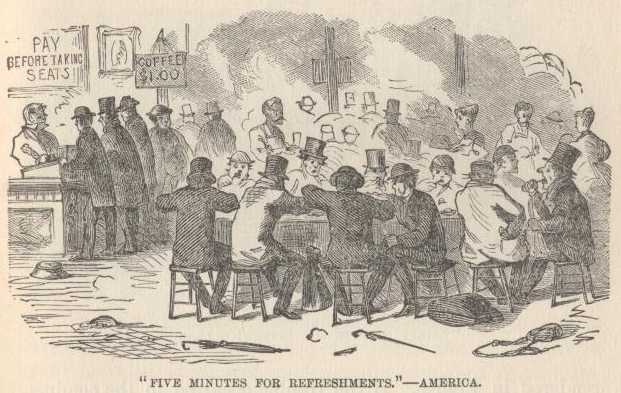 PAY
BEFORE TAKING
SEATS
COFFEE
$1.00
"FIVE MINUTES FOR REFRESHMENTS."—AMERICA.